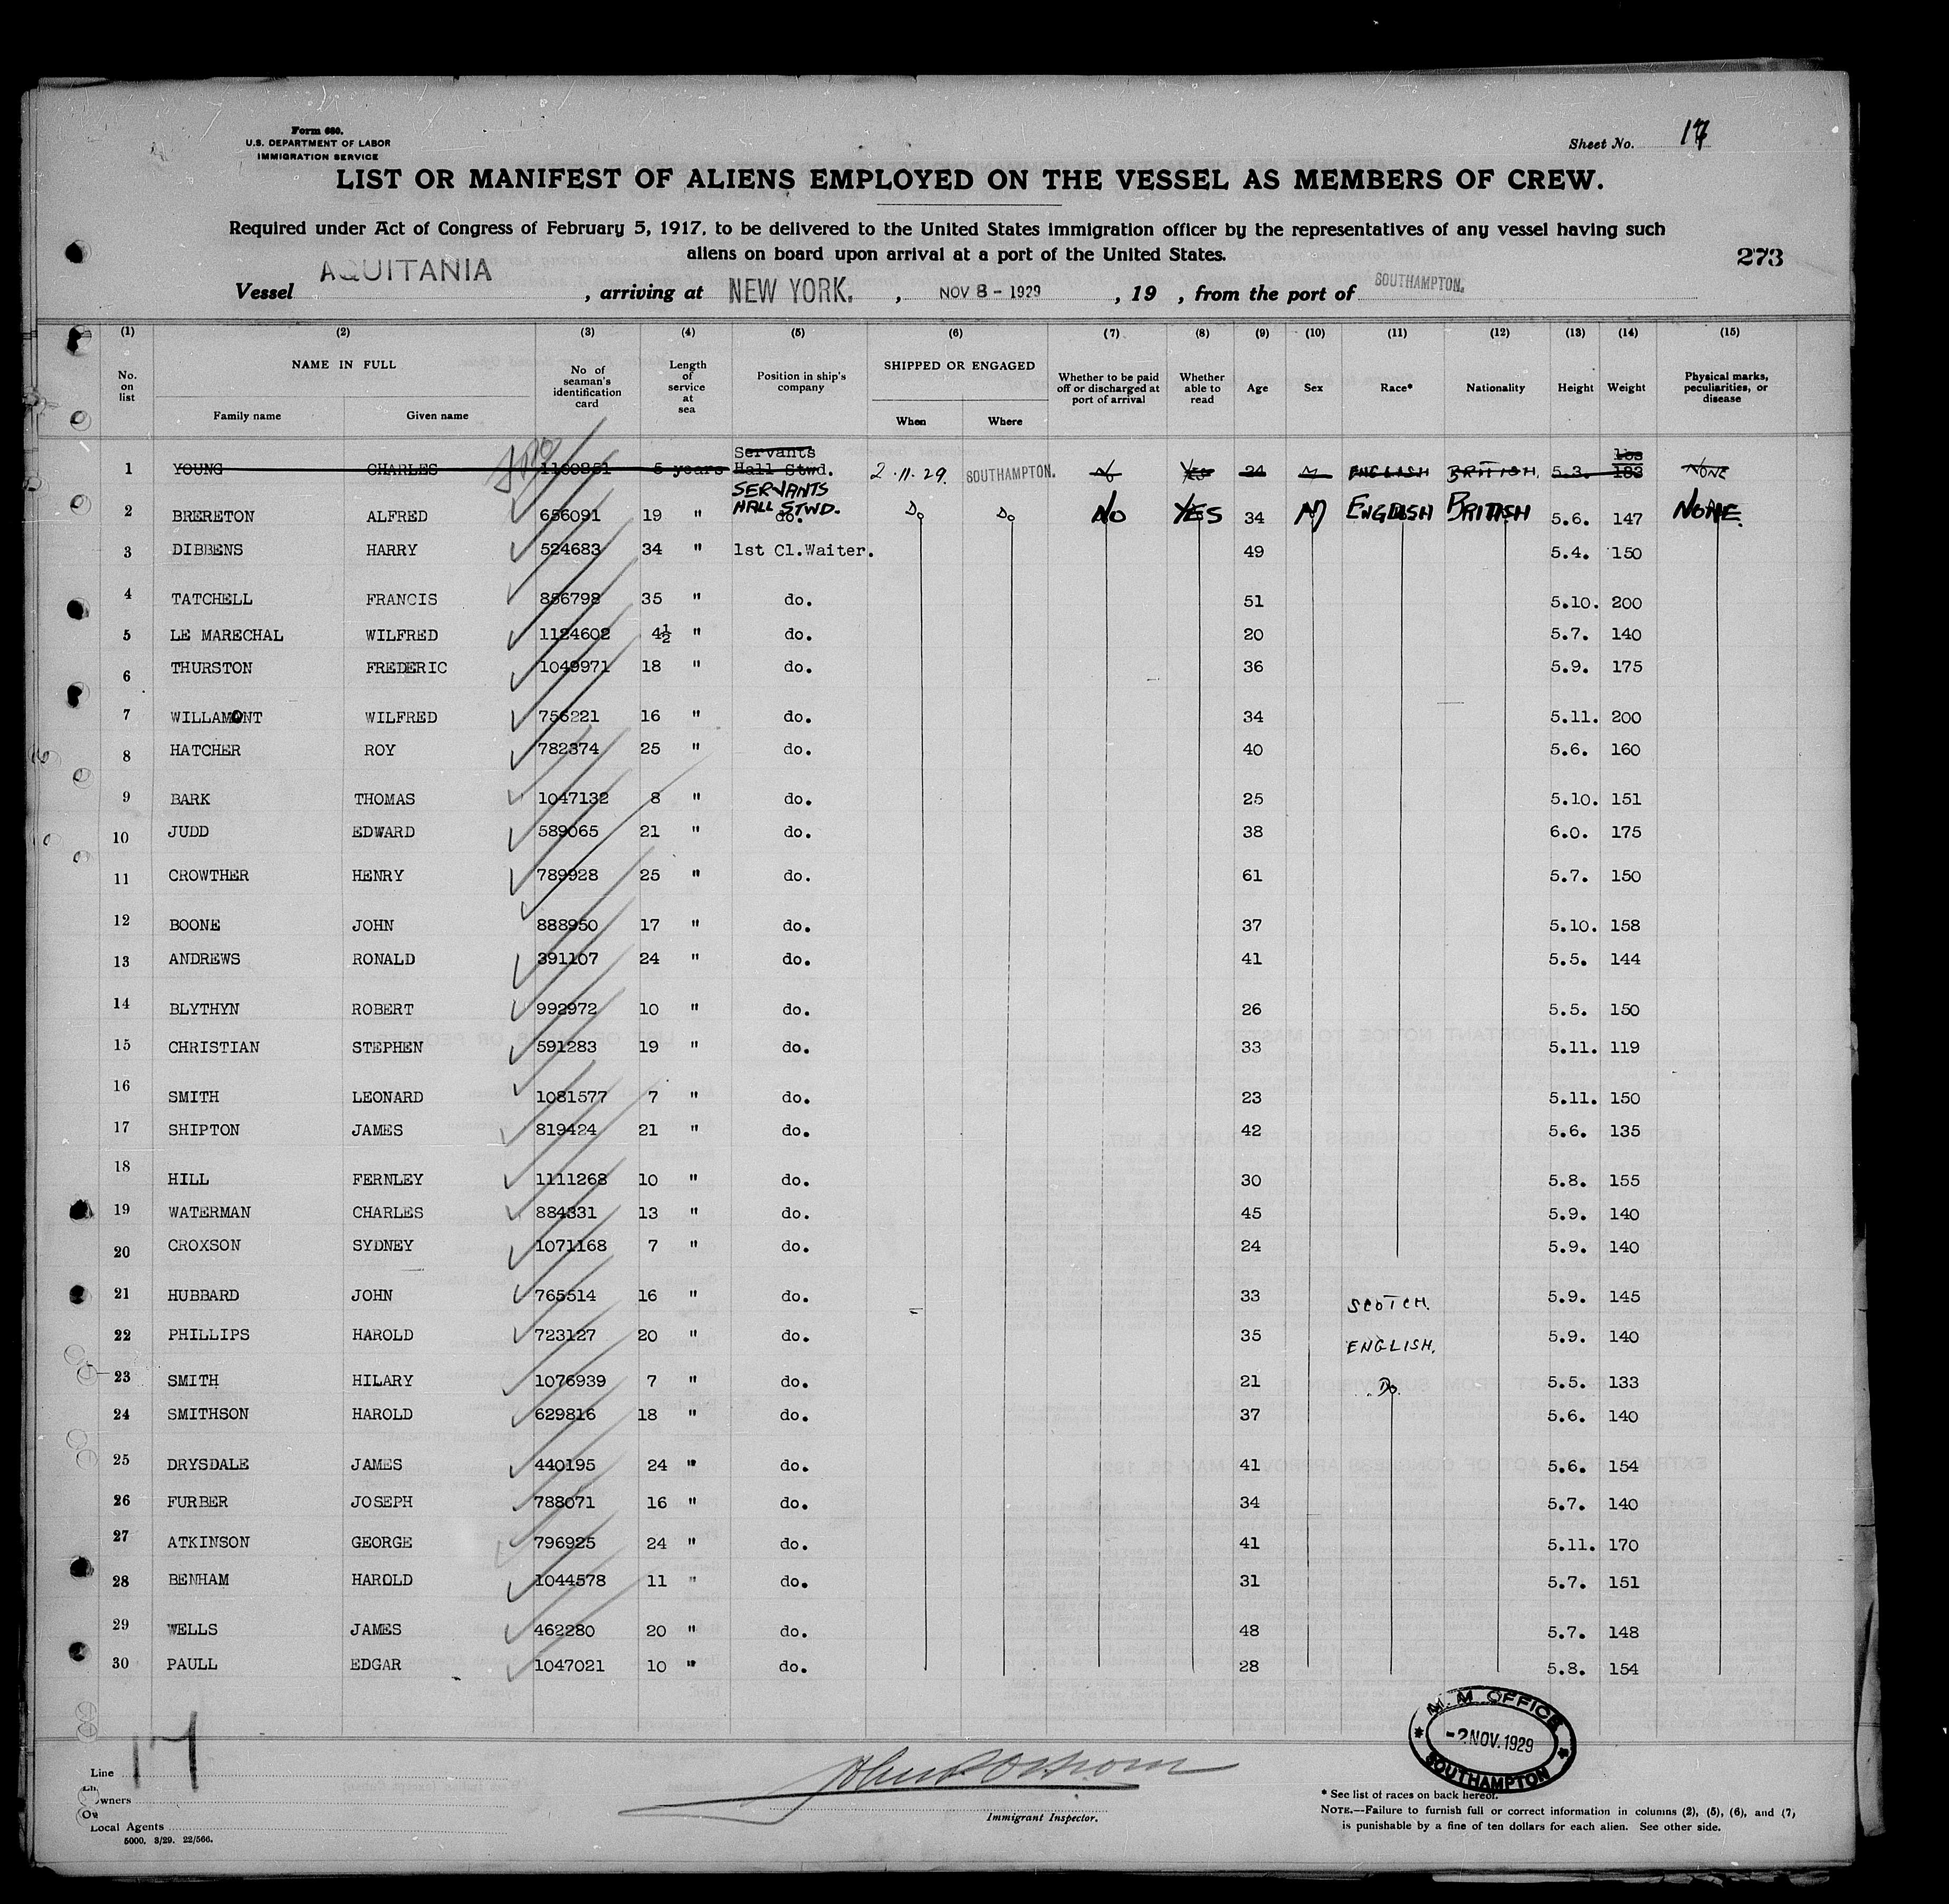 Form 680.
U.S. DEPARTMENT OF LABOR
IMMIGRATION SERVICE
Sheet No. 17
LIST OR MANIFEST OF ALIENS EMPLOYED ON THE VESSEL AS MEMBERS OF CREW.
Required under Act of Congress of February 5, 1917, to be delivered to the United States immigration officer by the representatives of any vessel having such
aliens on board upon arrival at a port of the United States.
273
Vessel AQUITANIA , arriving at NEW YORK. , NOV 8 - 1929 , 19 , from the port of SOUTHAMPTON.
(1) (2) (3) (4) (5) (6) (7) (8) (9) (10) (11) (12) (13) (14) (15)
No. on list NAME IN FULL Family name Given name No of seaman's identification card Length of service at sea Position in ship's company SHIPPED OR ENGAGED When Where Whether to be paid off or discharged at port of arrival Whether able to read Age Sex Race* Nationality Height Weight Physical marks, peculiarities, or disease
1 YOUNG CHARLES 1160851 5 years Servants Hall Stwd. 2.11.29. SOUTHAMPTON. No YES 24 M ENGLISH BRITISH. 5.3. NONE
2 BRERETON ALFRED 656091 19 " SERVANTS HALL STWD. do. Do Do NO YES 34 M ENGLISH BRITISH 5.6. 147 NONE.
3 DIBBENS HARRY 524683 34 " 1st Cl.Waiter. 49 5.4. 150
4 TATCHELL FRANCIS 856798 35 " do. 51 5.10. 200
5 LE MARECHAL WILFRED 1124602 4½ " do. 20 5.7. 140
6 THURSTON FREDERIC 1049971 18 " do. 36 5.9. 175
7 WILLAMONT WILFRED 756221 16 " do. 34 5.11. 200
8 HATCHER ROY 782374 25 " do. 40 5.6. 160
9 BARK THOMAS 1047132 8 " do. 25 5.10. 151
10 JUDD EDWARD 589065 21 " do. 38 6.0. 175
11 CROWTHER HENRY 789928 25 " do. 61 5.7. 150
12 BOONE JOHN 888950 17 " do. 37 5.10. 158
13 ANDREWS RONALD 391107 24 " do. 41 5.5. 144
14 BLYTHYN ROBERT 992972 10 " do. 26 5.5. 150
15 CHRISTIAN STEPHEN 591283 19 " do. 33 5.11. 119
16 SMITH LEONARD 1081577 7 " do. 23 5.11. 150
17 SHIPTON JAMES 819424 21 " do. 42 5.6. 135
18 HILL FERNLEY 1111268 10 " do. 30 5.8. 155
19 WATERMAN CHARLES 884331 13 " do. 45 5.9. 140
20 CROXSON SYDNEY 1071168 7 " do. 24 5.9. 140
21 HUBBARD JOHN 765514 16 " do. 33 SCOTCH. 5.9. 145
22 PHILLIPS HAROLD 723127 20 " do. 35 ENGLISH. 5.9. 140
23 SMITH HILARY 1076939 7 " do. 21 Do. 5.5. 133
24 SMITHSON HAROLD 629816 18 " do. 37 5.6. 140
25 DRYSDALE JAMES 440195 24 " do. 41 5.6. 154
26 FURBER JOSEPH 788071 16 " do. 34 5.7. 140
27 ATKINSON GEORGE 796925 24 " do. 41 5.11. 170
28 BENHAM HAROLD 1044578 11 " do. 31 5.7. 151
29 WELLS JAMES 462280 20 " do. 48 5.7. 148
30 PAULL EDGAR 1047021 10 " do. 28 5.8. 154
M. M. OFFICE
-2 NOV. 1929
SOUTHAMPTON
17
Line
Owners
Local Agents
5000. 3/29. 22/566.
Immigrant Inspector.
* See list of races on back hereof.
NOTE.—Failure to furnish full or correct information in columns (2), (5), (6), and (7),
is punishable by a fine of ten dollars for each alien. See other side.